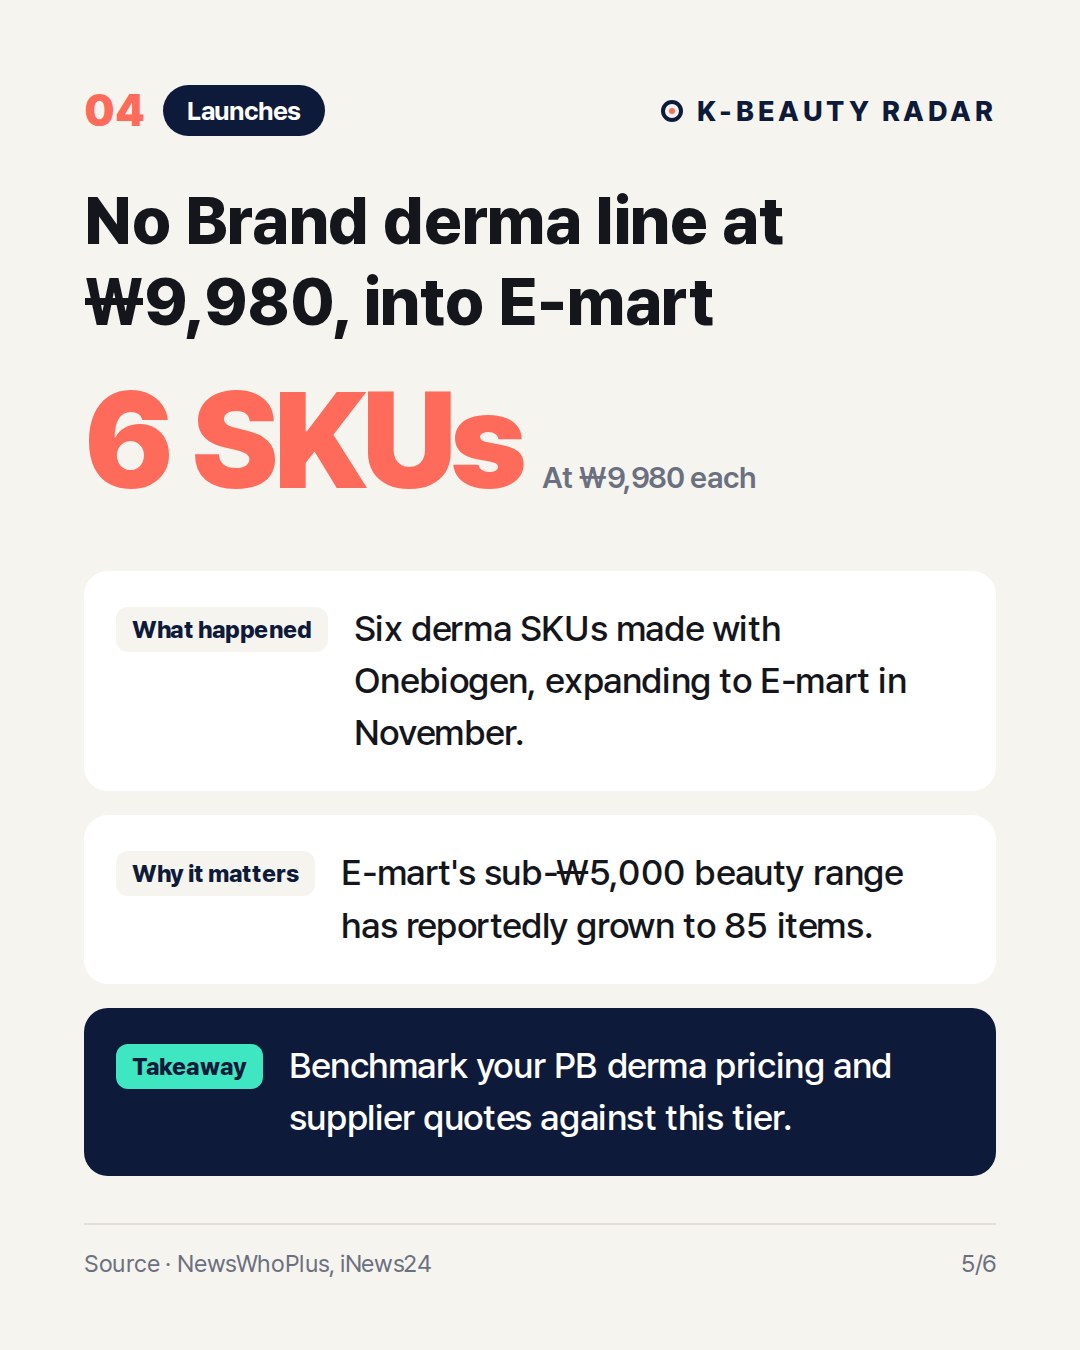 04 Launches
K-BEAUTY RADAR
No Brand derma line at
₩9,980, into E-mart
6 SKUs At ₩9,980 each
What happened
Six derma SKUs made with
Onebiogen, expanding to E-mart in
November.
Why it matters
E-mart's sub-₩5,000 beauty range
has reportedly grown to 85 items.
Takeaway
Benchmark your PB derma pricing and
supplier quotes against this tier.
Source · NewsWhoPlus, iNews24
5/6